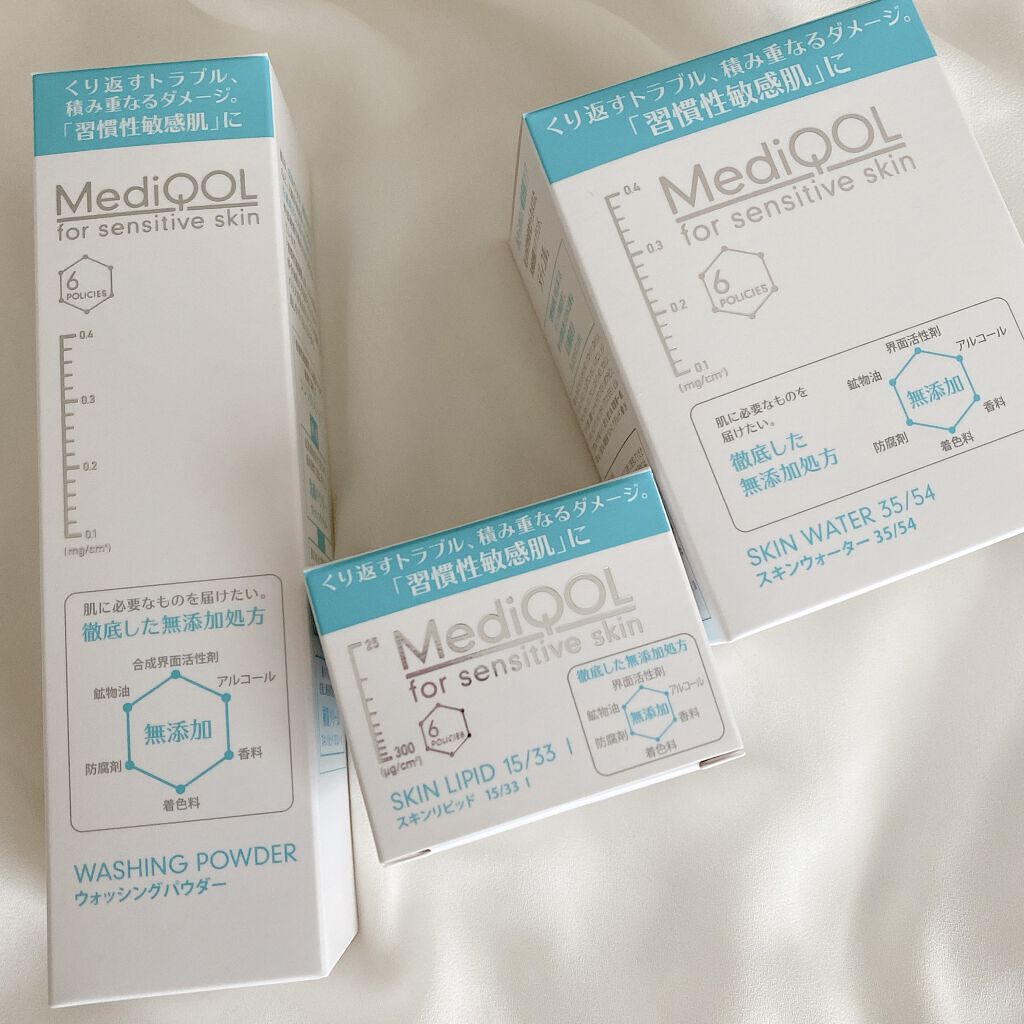 くり返すトラブル、
積み重なるダメージ。
「習慣性敏感肌」に
MediQOL
for sensitive skin
6
POLICIES
0.4
0.3
0.2
0.1
(mg/cm²)
肌に必要なものを届けたい。
徹底した無添加処方
合成界面活性剤
鉱物油
アルコール
無添加
防腐剤
香料
着色料
WASHING POWDER
ウォッシングパウダー
くり返すトラブル、積み重なるダメージ。
「習慣性敏感肌」に
MediQOL
for sensitive skin
25
300
(μg/cm²)
6
POLICIES
徹底した無添加処方
界面活性剤
鉱物油
アルコール
無添加
防腐剤
香料
着色料
SKIN LIPID 15/33 I
スキンリピッド 15/33 I
くり返すトラブル、積み重なるダメージ。
「習慣性敏感肌」に
MediQOL
for sensitive skin
0.4
0.3
0.2
0.1
(mg/cm²)
6
POLICIES
肌に必要なものを
届けたい。
徹底した
無添加処方
界面活性剤
鉱物油
アルコール
無添加
防腐剤
香料
着色料
SKIN WATER 35/54
スキンウォーター 35/54